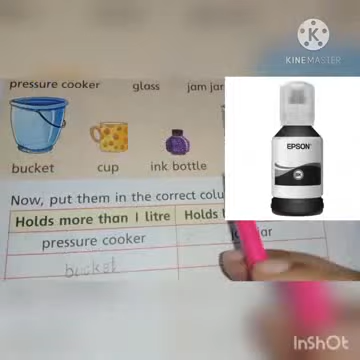 KINEMASTER
pressure cooker glass jam jar
EPSON
bucket cup ink bottle
Now, put them in the correct
Holds more than 1 litre Holds
pressure cooker
bucket
InShOt